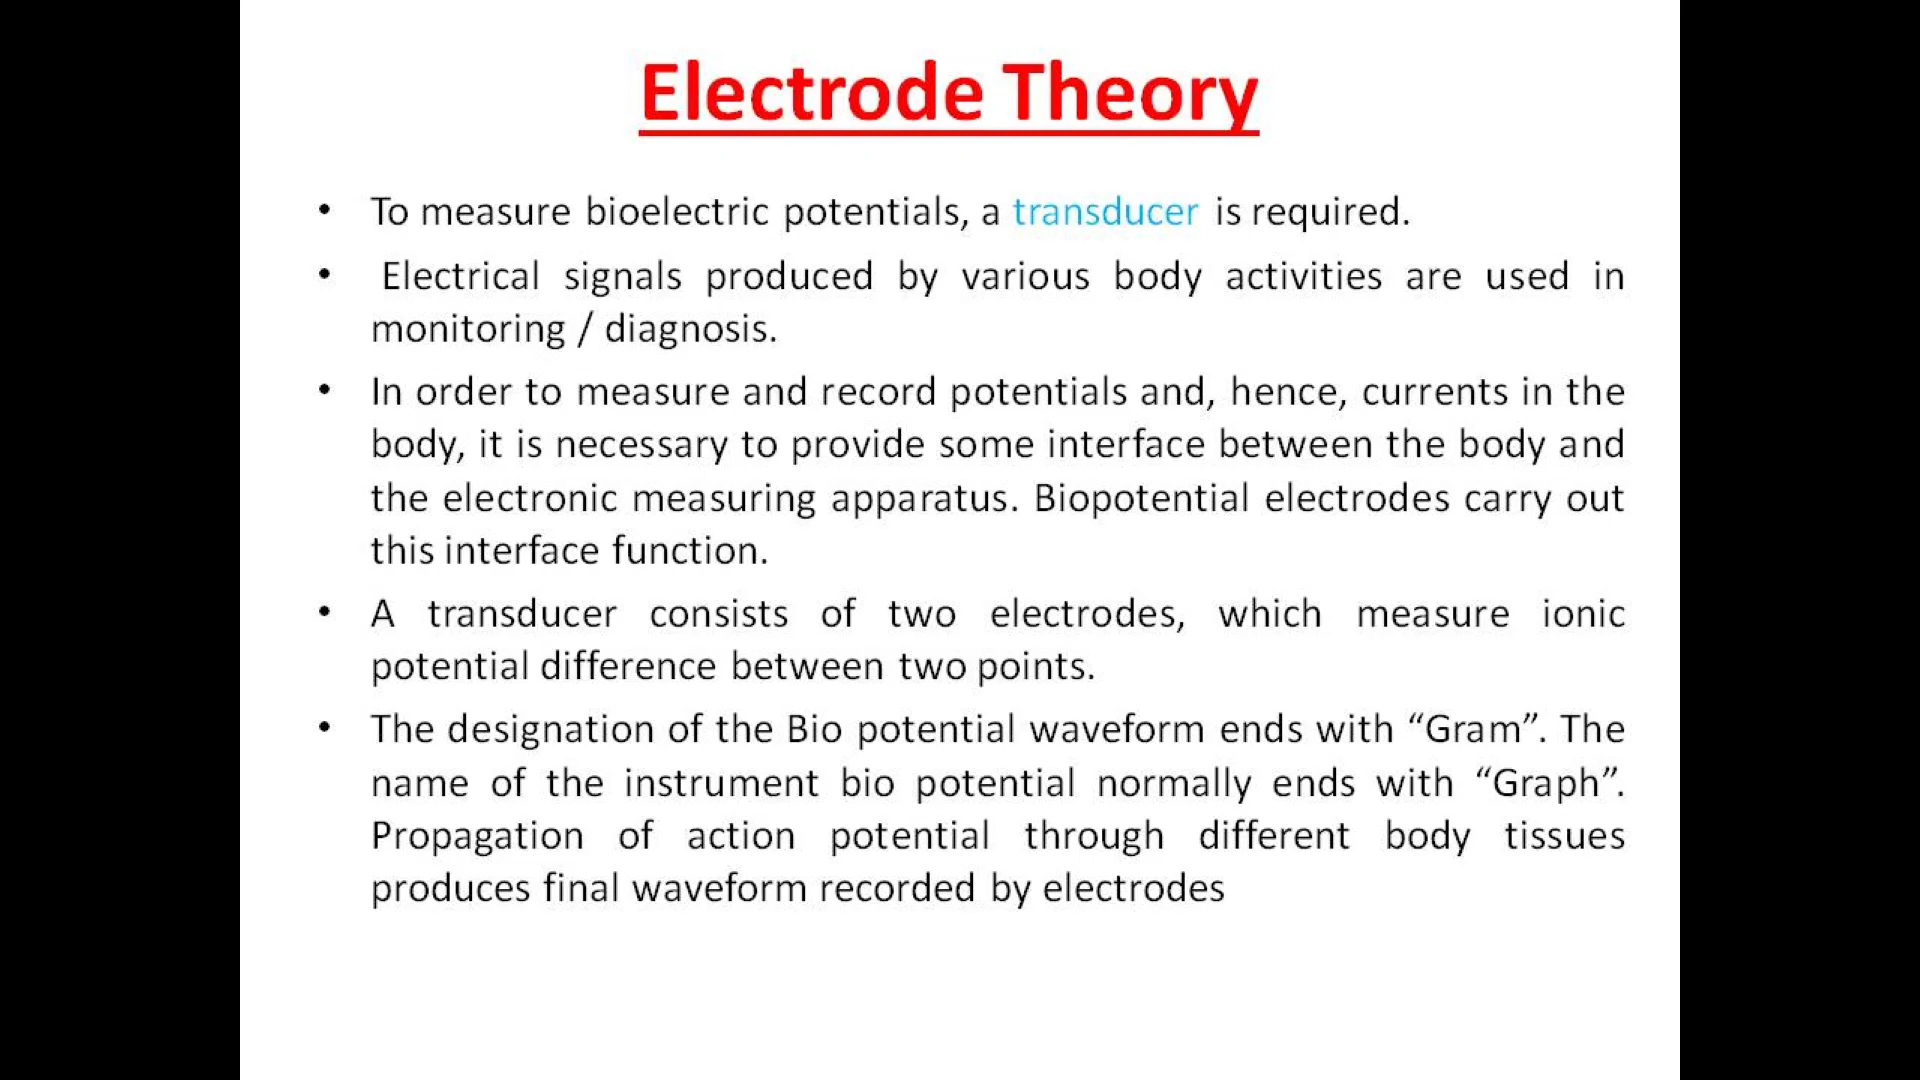 Electrode Theory
• To measure bioelectric potentials, a transducer is required.
• Electrical signals produced by various body activities are used in
monitoring / diagnosis.
• In order to measure and record potentials and, hence, currents in the
body, it is necessary to provide some interface between the body and
the electronic measuring apparatus. Biopotential electrodes carry out
this interface function.
• A transducer consists of two electrodes, which measure ionic
potential difference between two points.
• The designation of the Bio potential waveform ends with “Gram”. The
name of the instrument bio potential normally ends with “Graph”.
Propagation of action potential through different body tissues
produces final waveform recorded by electrodes